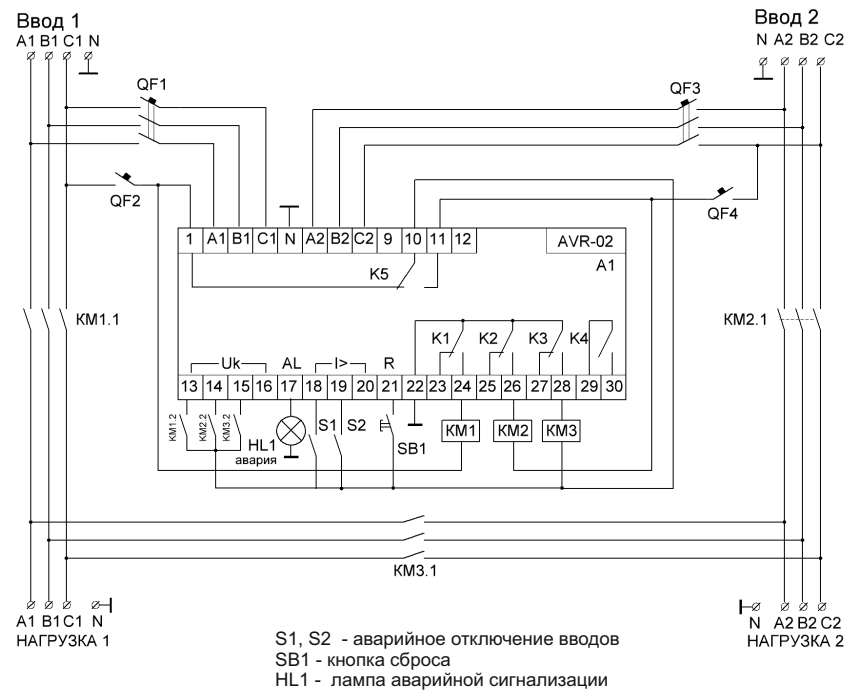 Ввод 1
Ввод 2
A1 B1 C1 N
N A2 B2 C2
QF1
QF3
QF2
QF4
1 A1 B1 C1 N A2 B2 C2 9 10 11 12
AVR-02
A1
K5
KM1.1
KM2.1
K1 K2 K3 K4
Uk AL I> R
13 14 15 16 17 18 19 20 21 22 23 24 25 26 27 28 29 30
KM1.2 KM2.2 KM3.2
HL1
авария
S1 S2
SB1
KM1 KM2 KM3
KM3.1
A1 B1 C1 N
НАГРУЗКА 1
N A2 B2 C2
НАГРУЗКА 2
S1, S2 - аварийное отключение вводов
SB1 - кнопка сброса
HL1 - лампа аварийной сигнализации